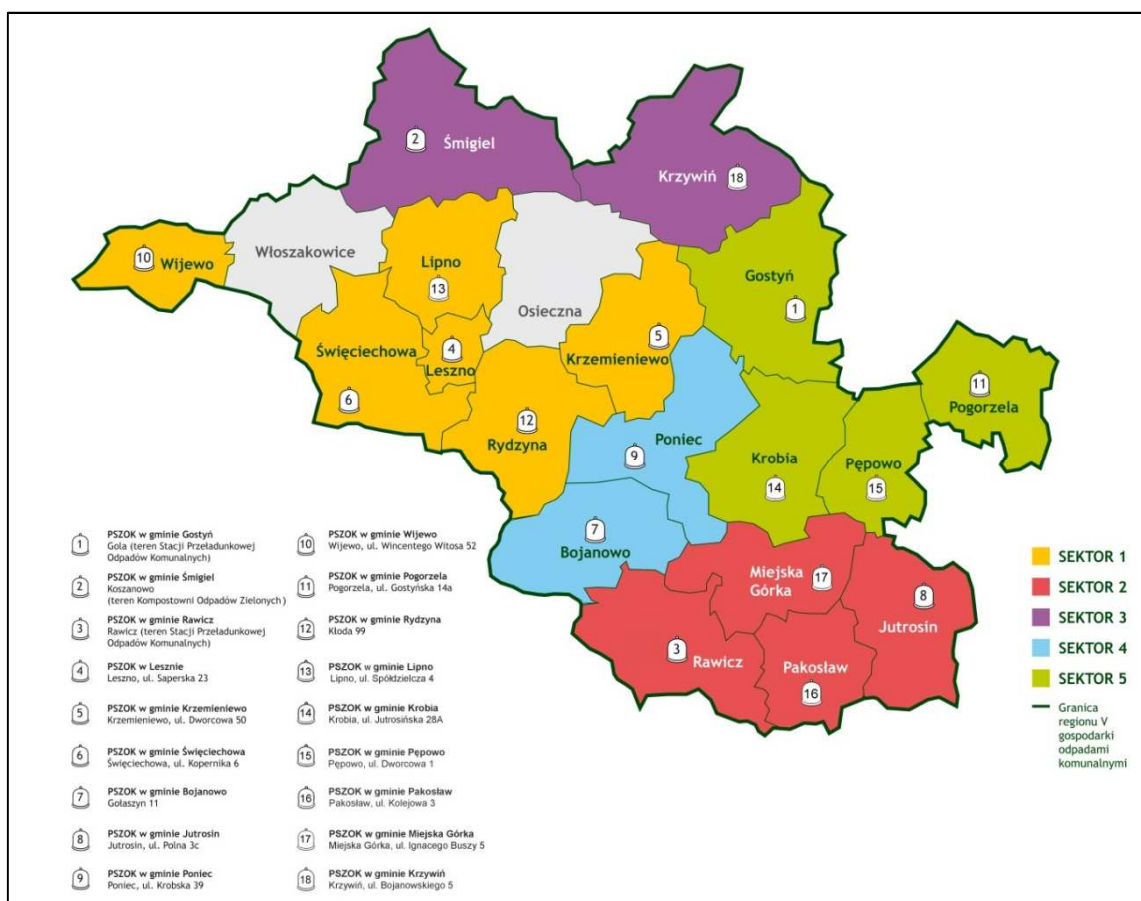 2
Śmigiel
Krzywiń
18
10
Wijewo
Włoszakowice
Lipno
13
Osieczna
Gostyń
1
Święciechowa
6
4
Leszno
5
Krzemieniewo
12
Rydzyna
Poniec
9
Krobia
14
Pępowo
15
11
Pogorzela
7
Bojanowo
Miejska
Górka
17
8
Jutrosin
3
Rawicz
Pakosław
16
1
PSZOK w gminie Gostyń
Gola (teren Stacji Przeładunkowej
Odpadów Komunalnych)
2
PSZOK w gminie Śmigiel
Koszanowo
(teren Kompostowni Odpadów Zielonych )
3
PSZOK w gminie Rawicz
Rawicz (teren Stacji Przeładunkowej
Odpadów Komunalnych)
4
PSZOK w Lesznie
Leszno, ul. Saperska 23
5
PSZOK w gminie Krzemieniewo
Krzemieniewo, ul. Dworcowa 50
6
PSZOK w gminie Święciechowa
Święciechowa, ul. Kopernika 6
7
PSZOK w gminie Bojanowo
Gołaszyn 11
8
PSZOK w gminie Jutrosin
Jutrosin, ul. Polna 3c
9
PSZOK w gminie Poniec
Poniec, ul. Krobska 39
10
PSZOK w gminie Wijewo
Wijewo, ul. Wincentego Witosa 52
11
PSZOK w gminie Pogorzela
Pogorzela, ul. Gostyńska 14a
12
PSZOK w gminie Rydzyna
Kłoda 99
13
PSZOK w gminie Lipno
Lipno, ul. Spółdzielcza 4
14
PSZOK w gminie Krobia
Krobia, ul. Jutrosińska 28A
15
PSZOK w gminie Pępowo
Pępowo, ul. Dworcowa 1
16
PSZOK w gminie Pakosław
Pakosław, ul. Kolejowa 3
17
PSZOK w gminie Miejska Górka
Miejska Górka, ul. Ignacego Buszy 5
18
PSZOK w gminie Krzywiń
Krzywiń, ul. Bojanowskiego 5
SEKTOR 1
SEKTOR 2
SEKTOR 3
SEKTOR 4
SEKTOR 5
Granica
regionu V
gospodarki
odpadami
komunalnymi